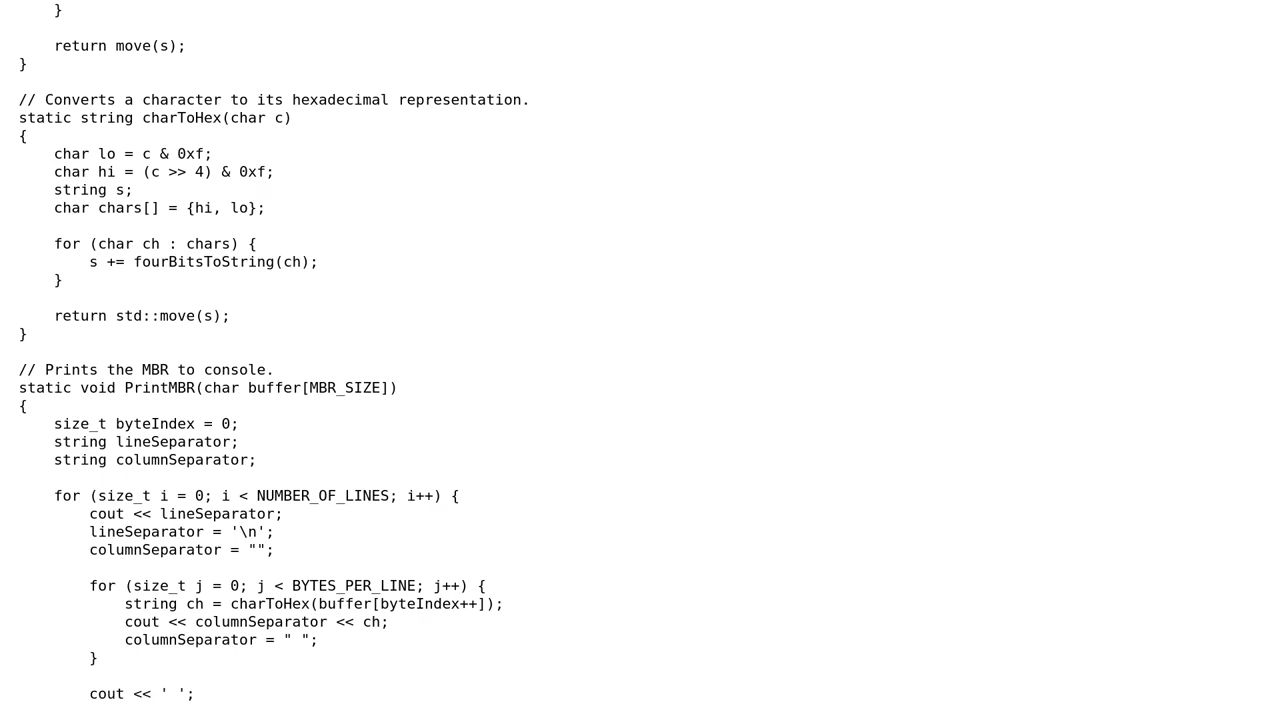 }

    return move(s);
}

// Converts a character to its hexadecimal representation.
static string charToHex(char c)
{
    char lo = c & 0xf;
    char hi = (c >> 4) & 0xf;
    string s;
    char chars[] = {hi, lo};

    for (char ch : chars) {
        s += fourBitsToString(ch);
    }

    return std::move(s);
}

// Prints the MBR to console.
static void PrintMBR(char buffer[MBR_SIZE])
{
    size_t byteIndex = 0;
    string lineSeparator;
    string columnSeparator;

    for (size_t i = 0; i < NUMBER_OF_LINES; i++) {
        cout << lineSeparator;
        lineSeparator = '\n';
        columnSeparator = "";

        for (size_t j = 0; j < BYTES_PER_LINE; j++) {
            string ch = charToHex(buffer[byteIndex++]);
            cout << columnSeparator << ch;
            columnSeparator = " ";
        }

        cout << ' ';